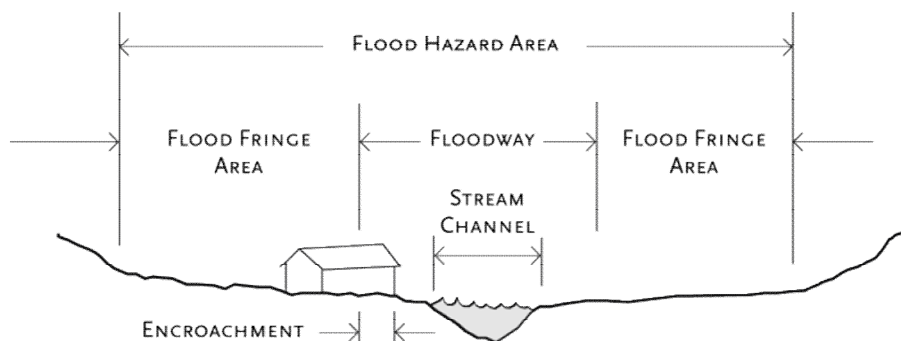 FLOOD HAZARD AREA
FLOOD FRINGE
AREA
FLOODWAY
FLOOD FRINGE
AREA
STREAM
CHANNEL
ENCROACHMENT